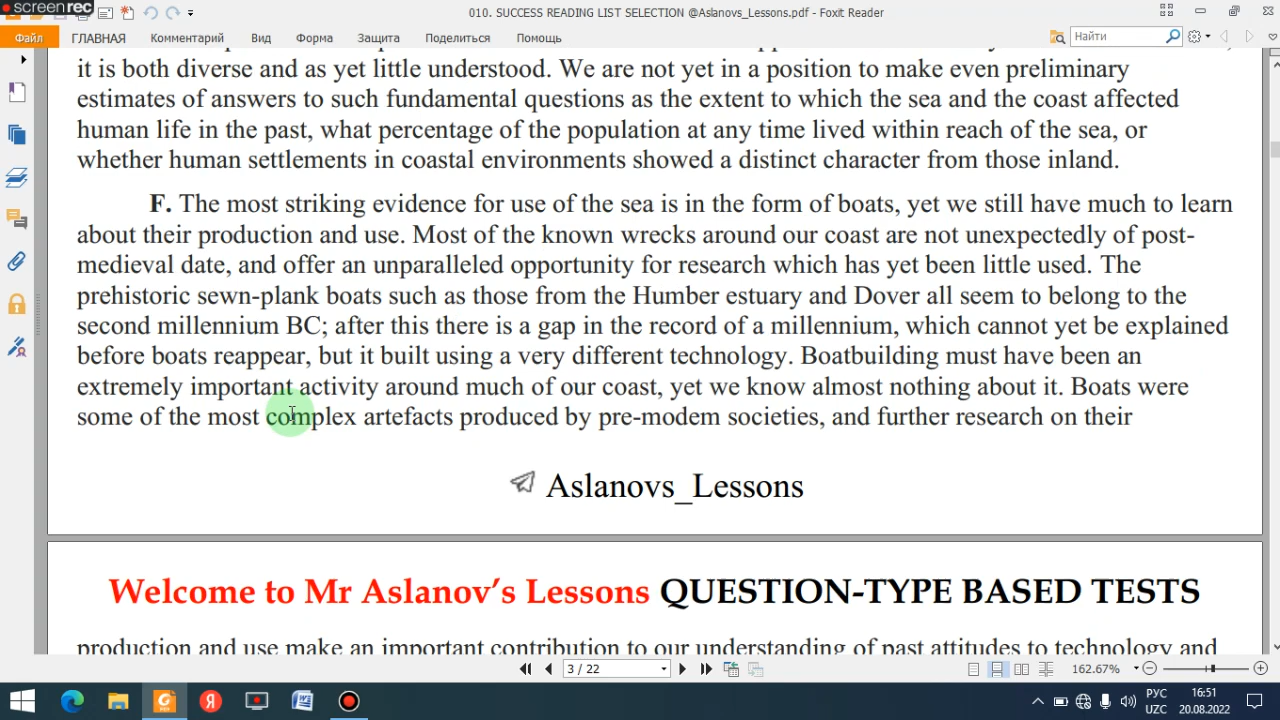 screen rec
010. SUCCESS READING LIST SELECTION @Aslanovs_Lessons.pdf - Foxit Reader
Файл ГЛАВНАЯ Комментарий Вид Форма Защита Поделиться Помощь Найти
it is both diverse and as yet little understood. We are not yet in a position to make even preliminary
estimates of answers to such fundamental questions as the extent to which the sea and the coast affected
human life in the past, what percentage of the population at any time lived within reach of the sea, or
whether human settlements in coastal environments showed a distinct character from those inland.
F. The most striking evidence for use of the sea is in the form of boats, yet we still have much to learn
about their production and use. Most of the known wrecks around our coast are not unexpectedly of post-
medieval date, and offer an unparalleled opportunity for research which has yet been little used. The
prehistoric sewn-plank boats such as those from the Humber estuary and Dover all seem to belong to the
second millennium BC; after this there is a gap in the record of a millennium, which cannot yet be explained
before boats reappear, but it built using a very different technology. Boatbuilding must have been an
extremely important activity around much of our coast, yet we know almost nothing about it. Boats were
some of the most complex artefacts produced by pre-modem societies, and further research on their
Aslanovs_Lessons
Welcome to Mr Aslanov’s Lessons QUESTION-TYPE BASED TESTS
production and use make an important contribution to our understanding of past attitudes to technology and
3 / 22
162.67%
РУС 16:51
UZC 20.08.2022